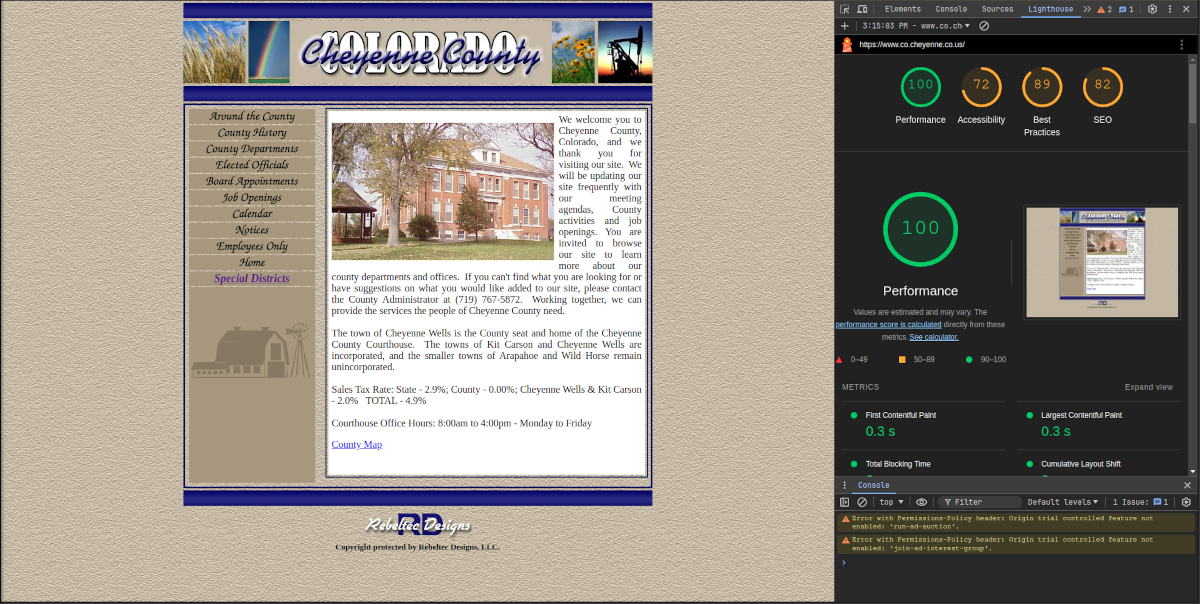 COLORADO
Cheyenne County
Around the County
County History
County Departments
Elected Officials
Board Appointments
Job Openings
Calendar
Notices
Employees Only
Home
Special Districts
We welcome you to
Cheyenne County,
Colorado, and we
thank you for
visiting our site. We
will be updating our
site frequently with
our meeting
agendas, County
activities and job
openings. You are
invited to browse
our site to learn
more about our
county departments and offices. If you can't find what you are looking for or
have suggestions on what you would like added to our site, please contact
the County Administrator at (719) 767-5872. Working together, we can
provide the services the people of Cheyenne County need.
The town of Cheyenne Wells is the County seat and home of the Cheyenne
County Courthouse. The towns of Kit Carson and Cheyenne Wells are
incorporated, and the smaller towns of Arapahoe and Wild Horse remain
unincorporated.
Sales Tax Rate: State - 2.9%; County - 0.00%; Cheyenne Wells & Kit Carson
- 2.0% TOTAL - 4.9%
Courthouse Office Hours: 8:00am to 4:00pm - Monday to Friday
County Map
RD
Rebeltec Designs
Copyright protected by Rebeltec Designs, LLC.
Elements Console Sources Lighthouse 2 1
3:15:03 PM - www.co.ch
https://www.co.cheyenne.co.us/
100 72 89 82
Performance Accessibility Best Practices SEO
100
Performance
Values are estimated and may vary. The
performance score is calculated directly from these
metrics. See calculator.
0–49 50–89 90–100
METRICS Expand view
First Contentful Paint Largest Contentful Paint
0.3 s 0.3 s
Total Blocking Time Cumulative Layout Shift
Console
top Filter Default levels 1 Issue: 1
Error with Permissions-Policy header: Origin trial controlled feature not
enabled: 'run-ad-auction'.
Error with Permissions-Policy header: Origin trial controlled feature not
enabled: 'join-ad-interest-group'.